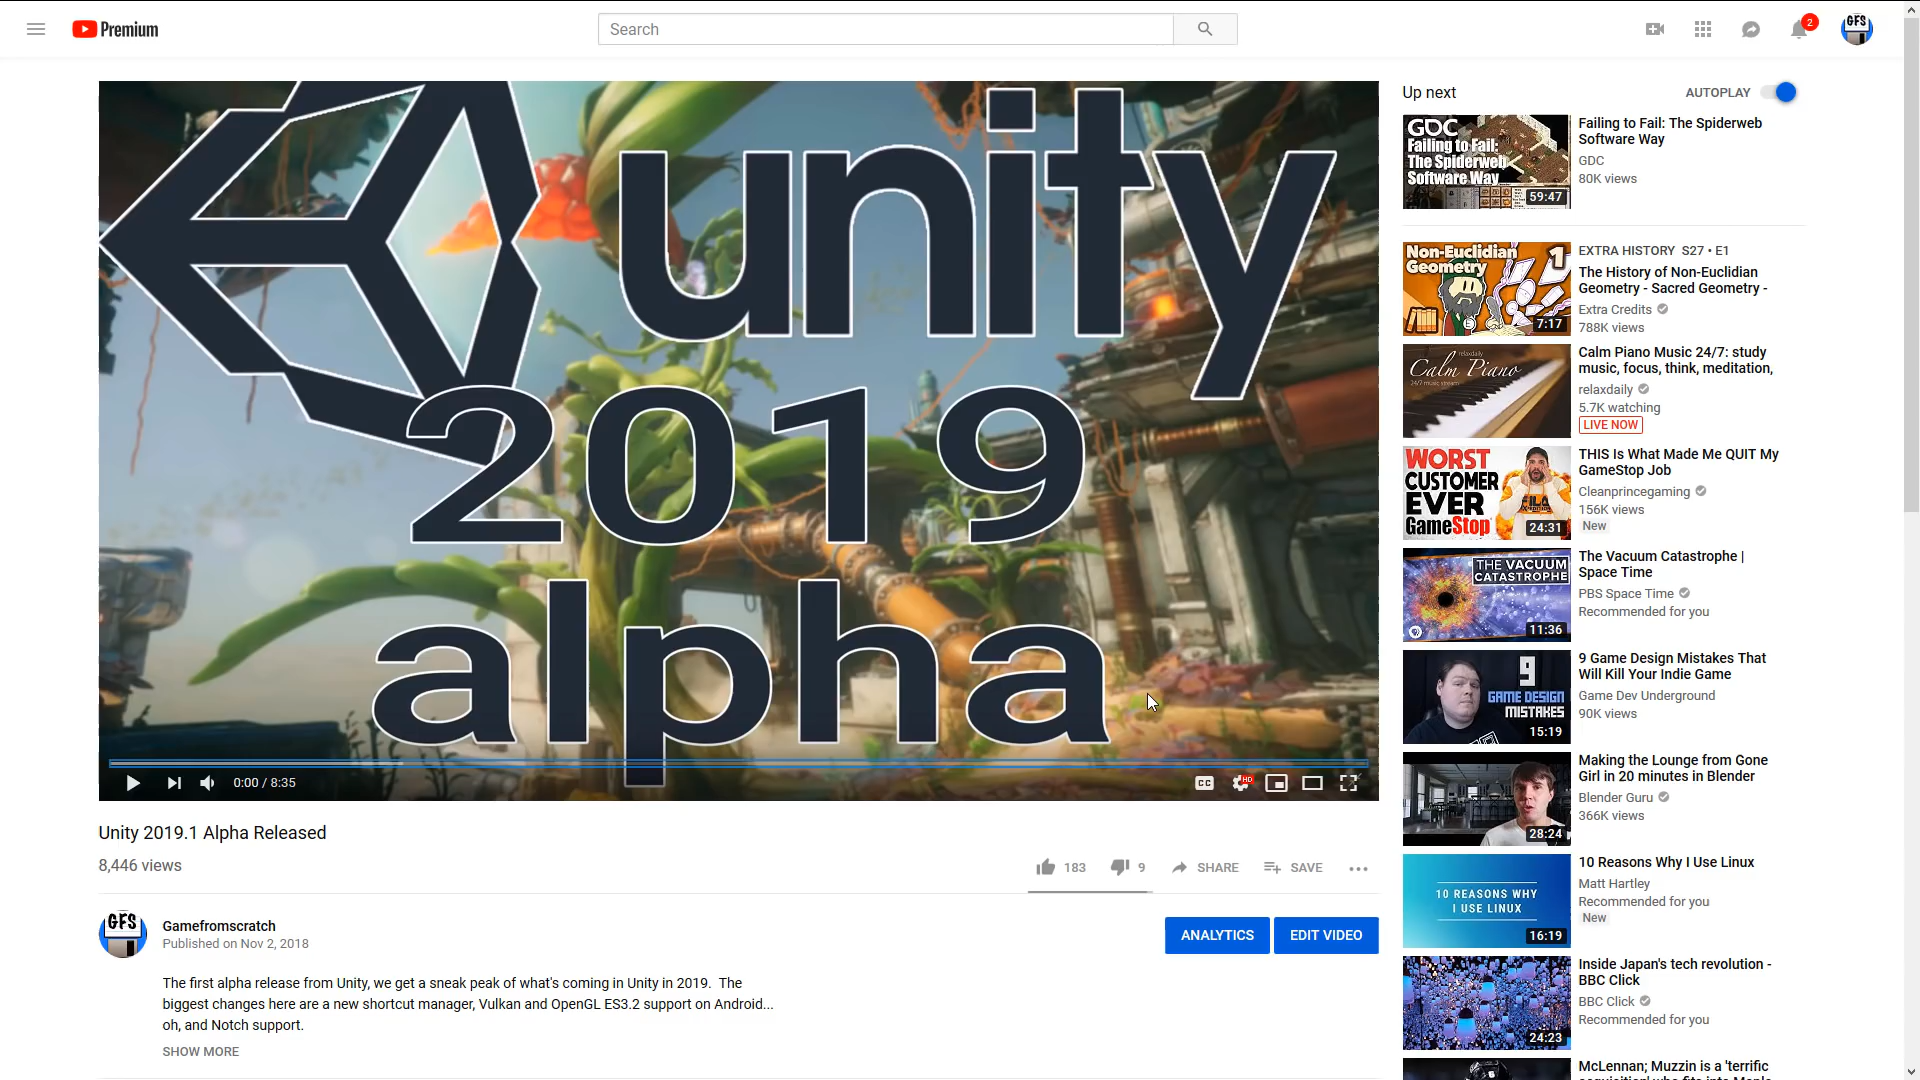 Premium
Search
2
GFS
unity
2019
alpha
0:00 / 8:35
CC
HD
Unity 2019.1 Alpha Released
8,446 views
183
9
SHARE
SAVE
GFS
Gamefromscratch
Published on Nov 2, 2018
ANALYTICS
EDIT VIDEO
The first alpha release from Unity, we get a sneak peak of what's coming in Unity in 2019. The
biggest changes here are a new shortcut manager, Vulkan and OpenGL ES3.2 support on Android...
oh, and Notch support.
SHOW MORE
Up next
AUTOPLAY
GDC
Failing to Fail:
The Spiderweb
Software Way
59:47
Failing to Fail: The Spiderweb
Software Way
GDC
80K views
Non-Euclidian
Geometry
1
7:17
EXTRA HISTORY S27 • E1
The History of Non-Euclidian
Geometry - Sacred Geometry -
Extra Credits
788K views
relaxdaily
Calm Piano
24/7 music stream
Calm Piano Music 24/7: study
music, focus, think, meditation,
relaxdaily
5.7K watching
LIVE NOW
WORST
CUSTOMER
EVER
GameStop
24:31
THIS Is What Made Me QUIT My
GameStop Job
Cleanprincegaming
156K views
New
THE VACUUM
CATASTROPHE
11:36
The Vacuum Catastrophe |
Space Time
PBS Space Time
Recommended for you
9
GAME DESIGN
MISTAKES
15:19
9 Game Design Mistakes That
Will Kill Your Indie Game
Game Dev Underground
90K views
28:24
Making the Lounge from Gone
Girl in 20 minutes in Blender
Blender Guru
366K views
10 REASONS WHY
I USE LINUX
16:19
10 Reasons Why I Use Linux
Matt Hartley
Recommended for you
New
24:23
Inside Japan's tech revolution -
BBC Click
BBC Click
Recommended for you
McLennan; Muzzin is a 'terrific